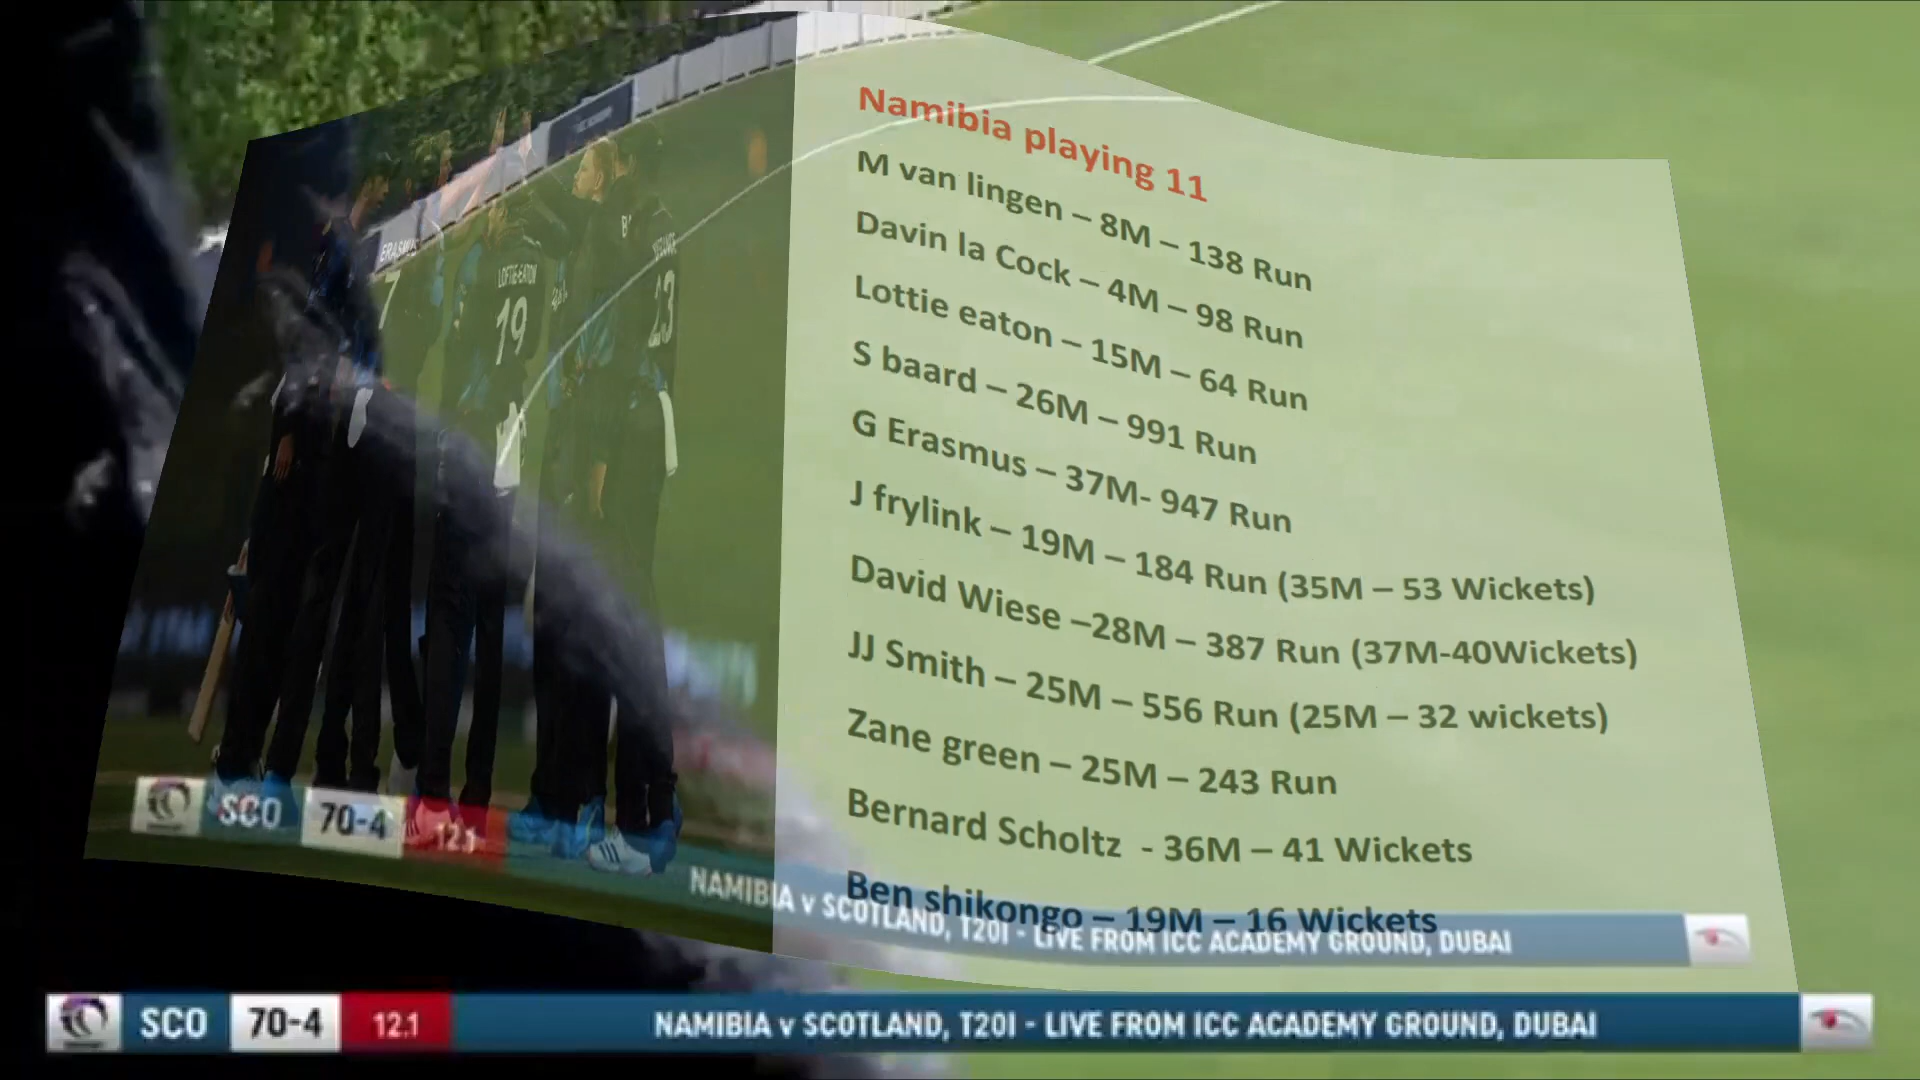 Namibia playing 11
M van lingen – 8M – 138 Run
Davin la Cock – 4M – 98 Run
Lottie eaton – 15M – 64 Run
S baard – 26M – 991 Run
G Erasmus – 37M- 947 Run
J frylink – 19M – 184 Run (35M – 53 Wickets)
David Wiese –28M – 387 Run (37M-40Wickets)
JJ Smith – 25M – 556 Run (25M – 32 wickets)
Zane green – 25M – 243 Run
Bernard Scholtz - 36M – 41 Wickets
Ben shikongo – 19M – 16 Wickets
ERASMUS
7
LOFTIE-EATON
19
23
SCO 70-4 12.1
NAMIBIA v SCOTLAND, T20I - LIVE FROM ICC ACADEMY GROUND, DUBAI
SCO 70-4 12.1 NAMIBIA v SCOTLAND, T20I - LIVE FROM ICC ACADEMY GROUND, DUBAI